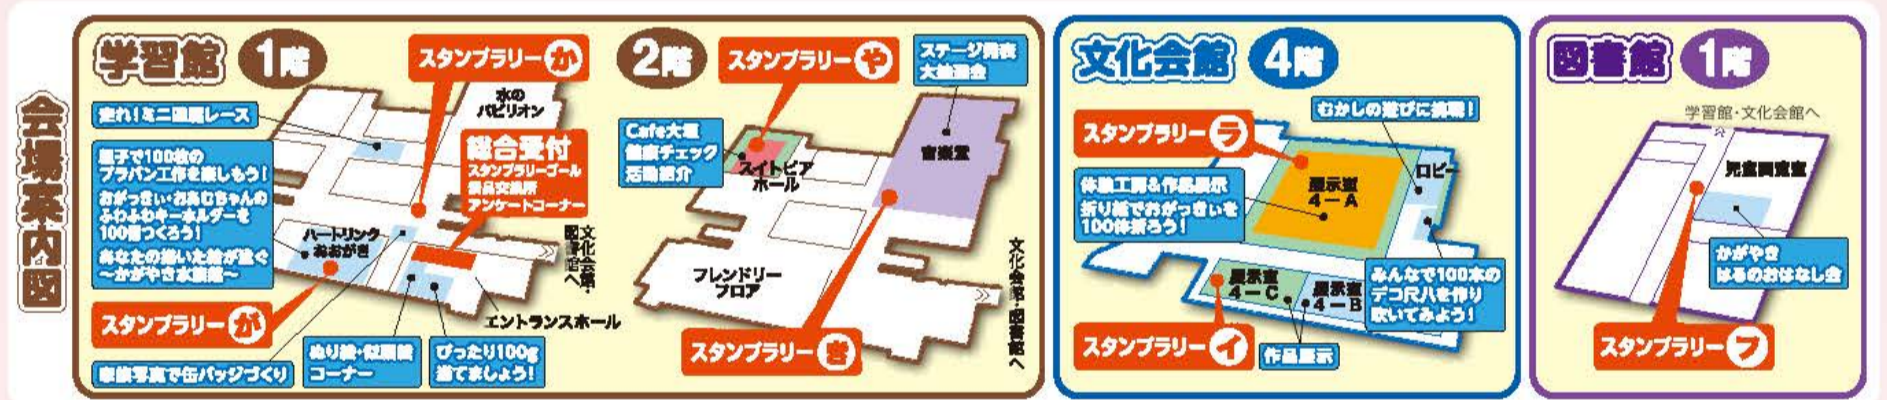 会場案内図
学習館 1階
スタンプラリー か
水の
パビリオン
走れ!ミニ四駆レース
総合受付
スタンプラリーゴール
景品交換所
アンケートコーナー
親子で100枚の
プラバン工作を楽しもう!
おがっきぃ・おあむちゃんの
ふわふわキーホルダーを
100個つくろう!
あなたの描いた絵が泳ぐ
~かがやき水族館~
ハートリンク
おおがき
文化会館・
図書館へ
エントランスホール
スタンプラリー が
家族写真で缶バッジづくり
コーナー
ぴったり100g
当てましょう!
2階
スタンプラリー や
ステージ発表
大抽選会
Cafe大垣
健康チェック
活動紹介
スイトピア
ホール
音楽堂
フレンドリー
フロア
文化会館・図書館へ
スタンプラリー き
文化会館 4階
スタンプラリー ラ
むかしの遊びに挑戦!
体験工房&作品展示
折り紙でおがっきぃを
100体折ろう!
展示室
4-A
ロビー
展示室
4-C
展示室
4-B
みんなで100本の
デコ尺八を作り
吹いてみよう!
スタンプラリー イ
作品展示
図書館 1階
学習館・文化会館へ
児童閲覧室
かがやき
はるのおはなし会
スタンプラリー フ